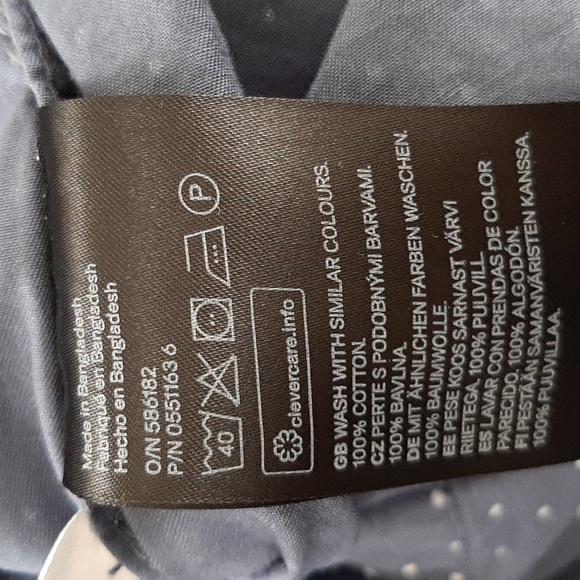 Made in Bangladesh
Fabriqué en Bangladesh
Hecho en Bangladesh
O/N 586182
P/N 0551163 6
40
P
clevercare.info
GB WASH WITH SIMILAR COLOURS.
100% COTTON.
CZ PERTE S PODOBNÝMI BARVAMI.
100% BAVLNA.
DE MIT ÄHNLICHEN FARBEN WASCHEN.
100% BAUMWOLLE.
EE PESE KOOS SARNAST VÄRVI
RIIETEGA, 100% PUUVILL.
ES LAVAR CON PRENDAS DE COLOR
PARECIDO, 100% ALGODÓN.
FI PESTÄÄN SAMANVÄRISTEN KANSSA.
100% PUUVILLAA.